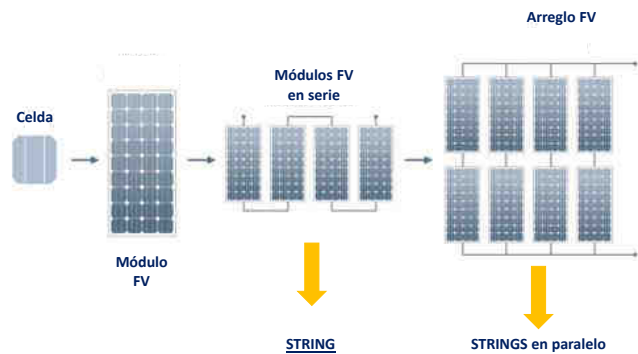 Arreglo FV
Módulos FV
en serie
Celda
Módulo
FV
STRING
STRINGS en paralelo